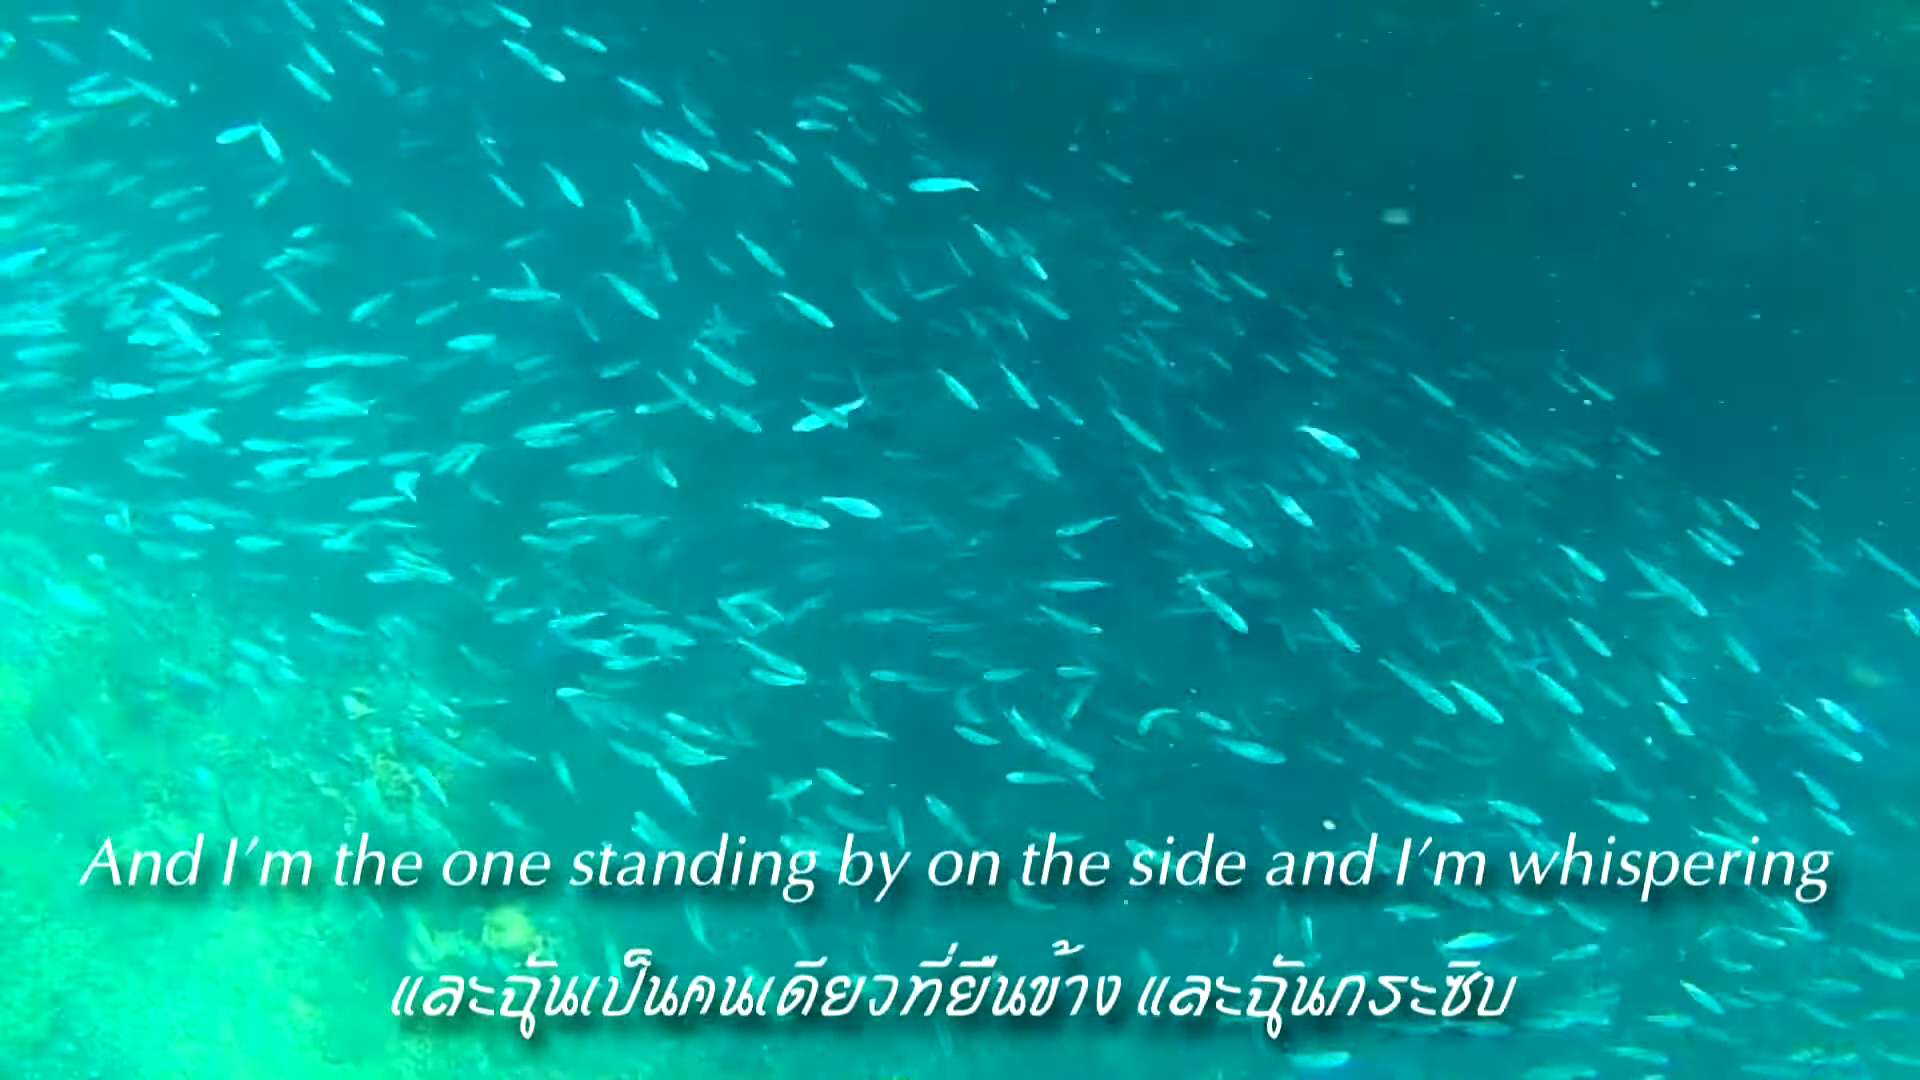 And I'm the one standing by on the side and I'm whispering
และฉันเป็นคนเดียวที่ยืนข้าง และฉันกระซิบ